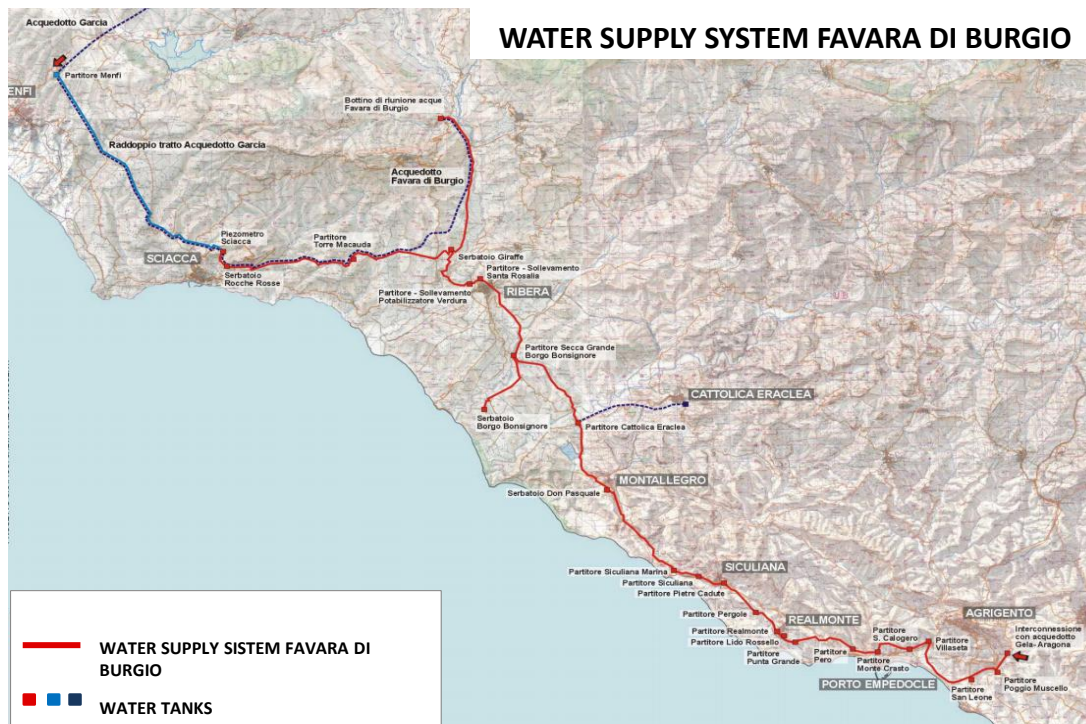 WATER SUPPLY SYSTEM FAVARA DI BURGIO
Acquedotto Garcia
Partitore Menfi
ENFI
Bottino di riunione acque
Favara di Burgio
Raddoppio tratto Acquedotto Garcia
Acquedotto
Favara di Burgio
Piezometro
Sciacca
Partitore
Torre Macauda
SCIACCA
Serbatoio
Rocche Rosse
Serbatoio Giraffe
Partitore - Sollevamento
Santa Rosalia
Partitore - Sollevamento
Potabilizzatore Verdura
RIBERA
Partitore Secca Grande
Borgo Bonsignore
CATTOLICA ERACLEA
Serbatoio
Borgo Bonsignore
Partitore Cattolica Eraclea
MONTALLEGRO
Serbatoio Don Pasquale
Partitore Siculiana Marina
SICULIANA
Partitore Siculiana
Partitore Pietre Cadute
Partitore Pergole
REALMONTE
AGRIGENTO
Partitore Realmonte
Partitore Lido Rossello
Partitore
Punta Grande
Partitore
Pero
Partitore
S. Calogero
Partitore
Monte Crasto
Partitore
Villaseta
Interconnessione
con acquedotto
Gela- Aragona
PORTO EMPEDOCLE
Partitore
San Leone
Partitore
Poggio Muscello
WATER SUPPLY SISTEM FAVARA DI
BURGIO
WATER TANKS